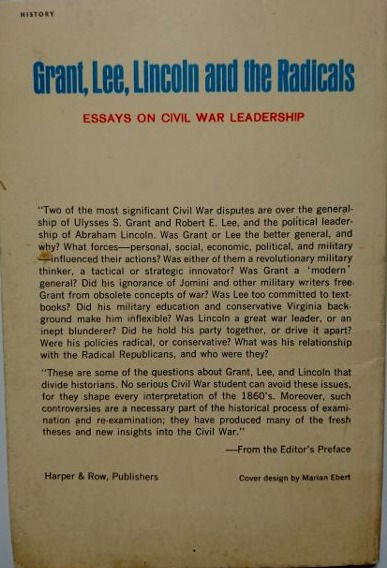 HISTORY
Grant, Lee, Lincoln and the Radicals
ESSAYS ON CIVIL WAR LEADERSHIP
"Two of the most significant Civil War disputes are over the general-
ship of Ulysses S. Grant and Robert E. Lee, and the political leader-
ship of Abraham Lincoln. Was Grant or Lee the better general, and
why? What forces—personal, social, economic, political, and military
—influenced their actions? Was either of them a revolutionary military
thinker, a tactical or strategic innovator? Was Grant a 'modern'
general? Did his ignorance of Jomini and other military writers free
Grant from obsolete concepts of war? Was Lee too committed to text-
books? Did his military education and conservative Virginia back-
ground make him inflexible? Was Lincoln a great war leader, or an
inept blunderer? Did he hold his party together, or drive it apart?
Were his policies radical, or conservative? What was his relationship
with the Radical Republicans, and who were they?
"These are some of the questions about Grant, Lee, and Lincoln that
divide historians. No serious Civil War student can avoid these issues,
for they shape every interpretation of the 1860's. Moreover, such
controversies are a necessary part of the historical process of exami-
nation and re-examination; they have produced many of the fresh
theses and new insights into the Civil War."
—From the Editor's Preface
Harper & Row, Publishers
Cover design by Marian Ebert